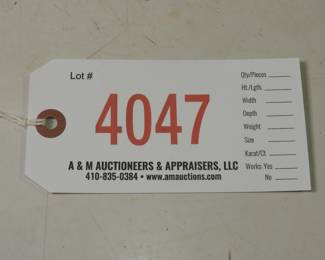 Lot #
4047
A & M AUCTIONEERS & APPRAISERS, LLC
410-835-0384 • www.amauctions.com
Qty/Pieces
Ht./Lgth.
Width
Depth
Weight
Size
Karat/Ct.
Works: Yes
No